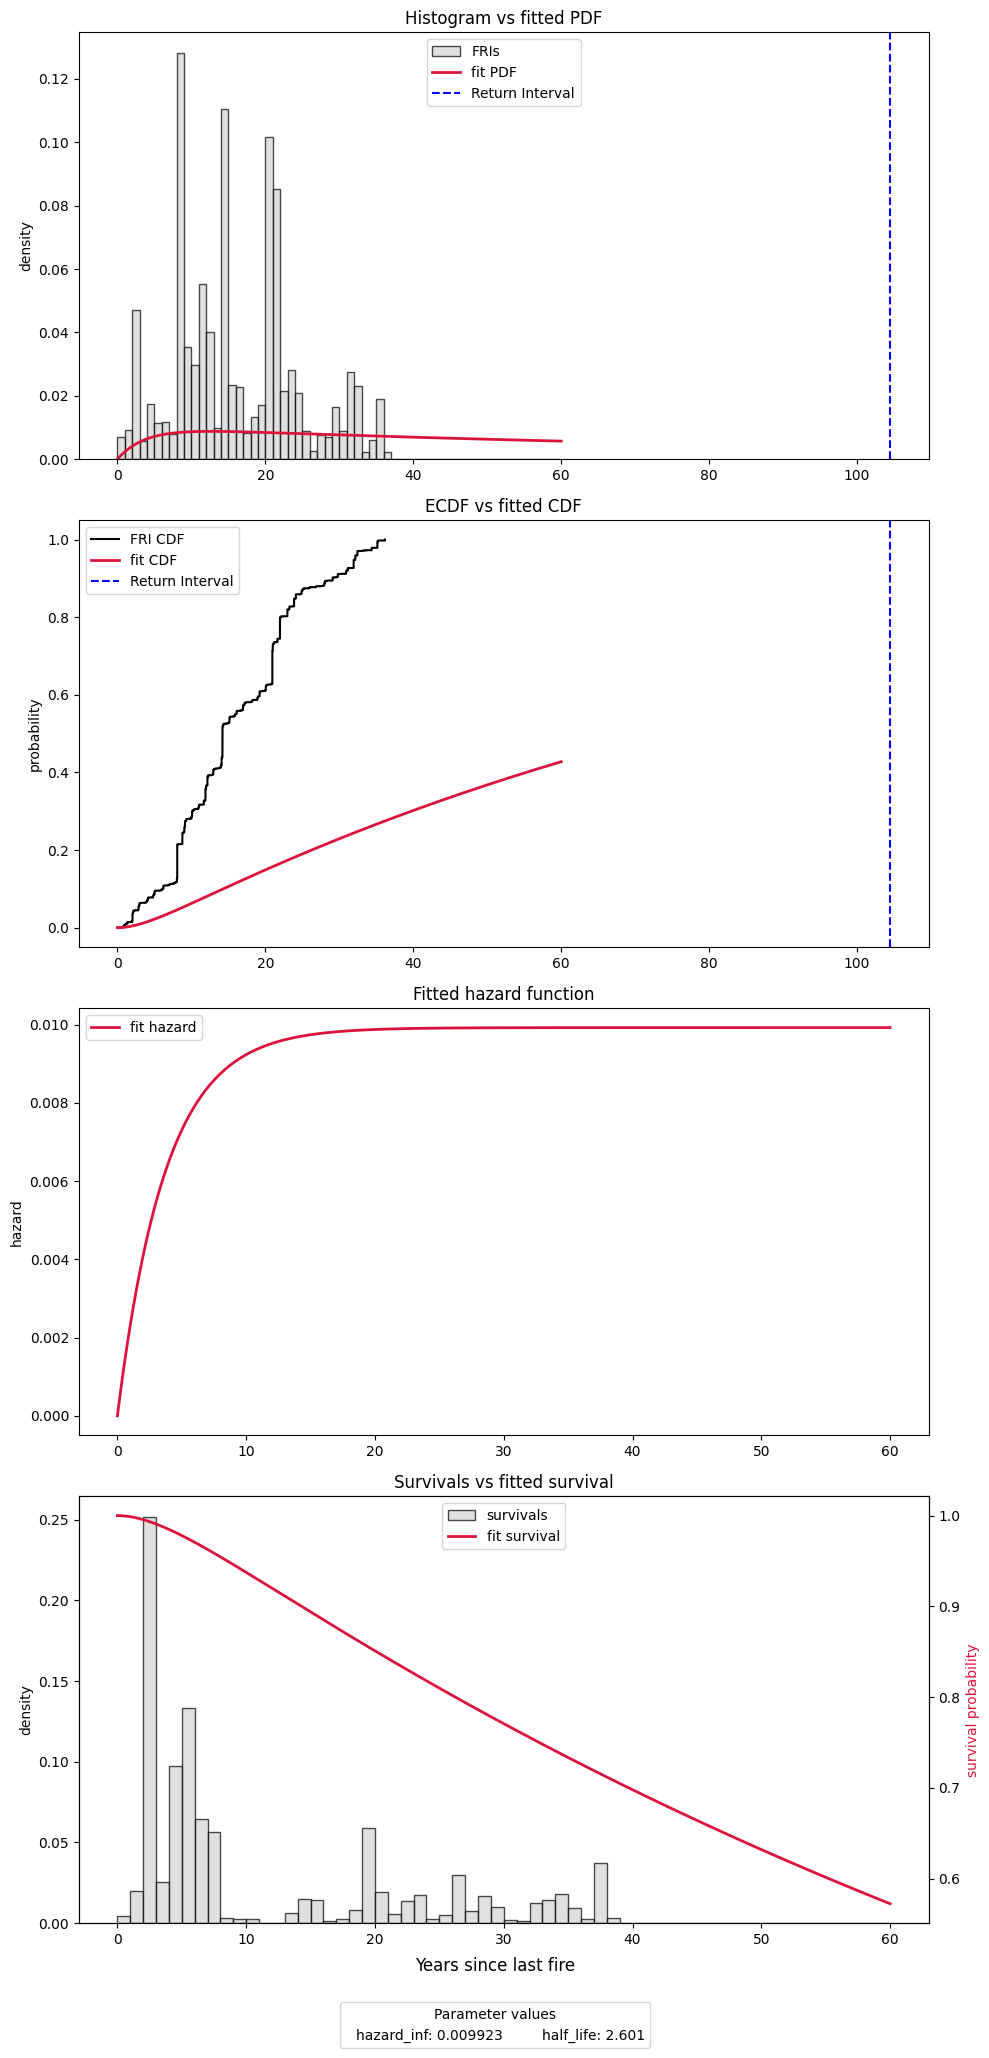 Histogram vs fitted PDF
FRIs
fit PDF
Return Interval
density
0.12
0.10
0.08
0.06
0.04
0.02
0.00
0 20 40 60 80 100
ECDF vs fitted CDF
FRI CDF
fit CDF
Return Interval
probability
1.0
0.8
0.6
0.4
0.2
0.0
0 20 40 60 80 100
Fitted hazard function
fit hazard
hazard
0.010
0.008
0.006
0.004
0.002
0.000
0 10 20 30 40 50 60
Survivals vs fitted survival
survivals
fit survival
density
0.25
0.20
0.15
0.10
0.05
0.00
1.0
0.9
0.8
0.7
0.6
survival probability
0 10 20 30 40 50 60
Years since last fire
Parameter values
hazard_inf: 0.009923 half_life: 2.601